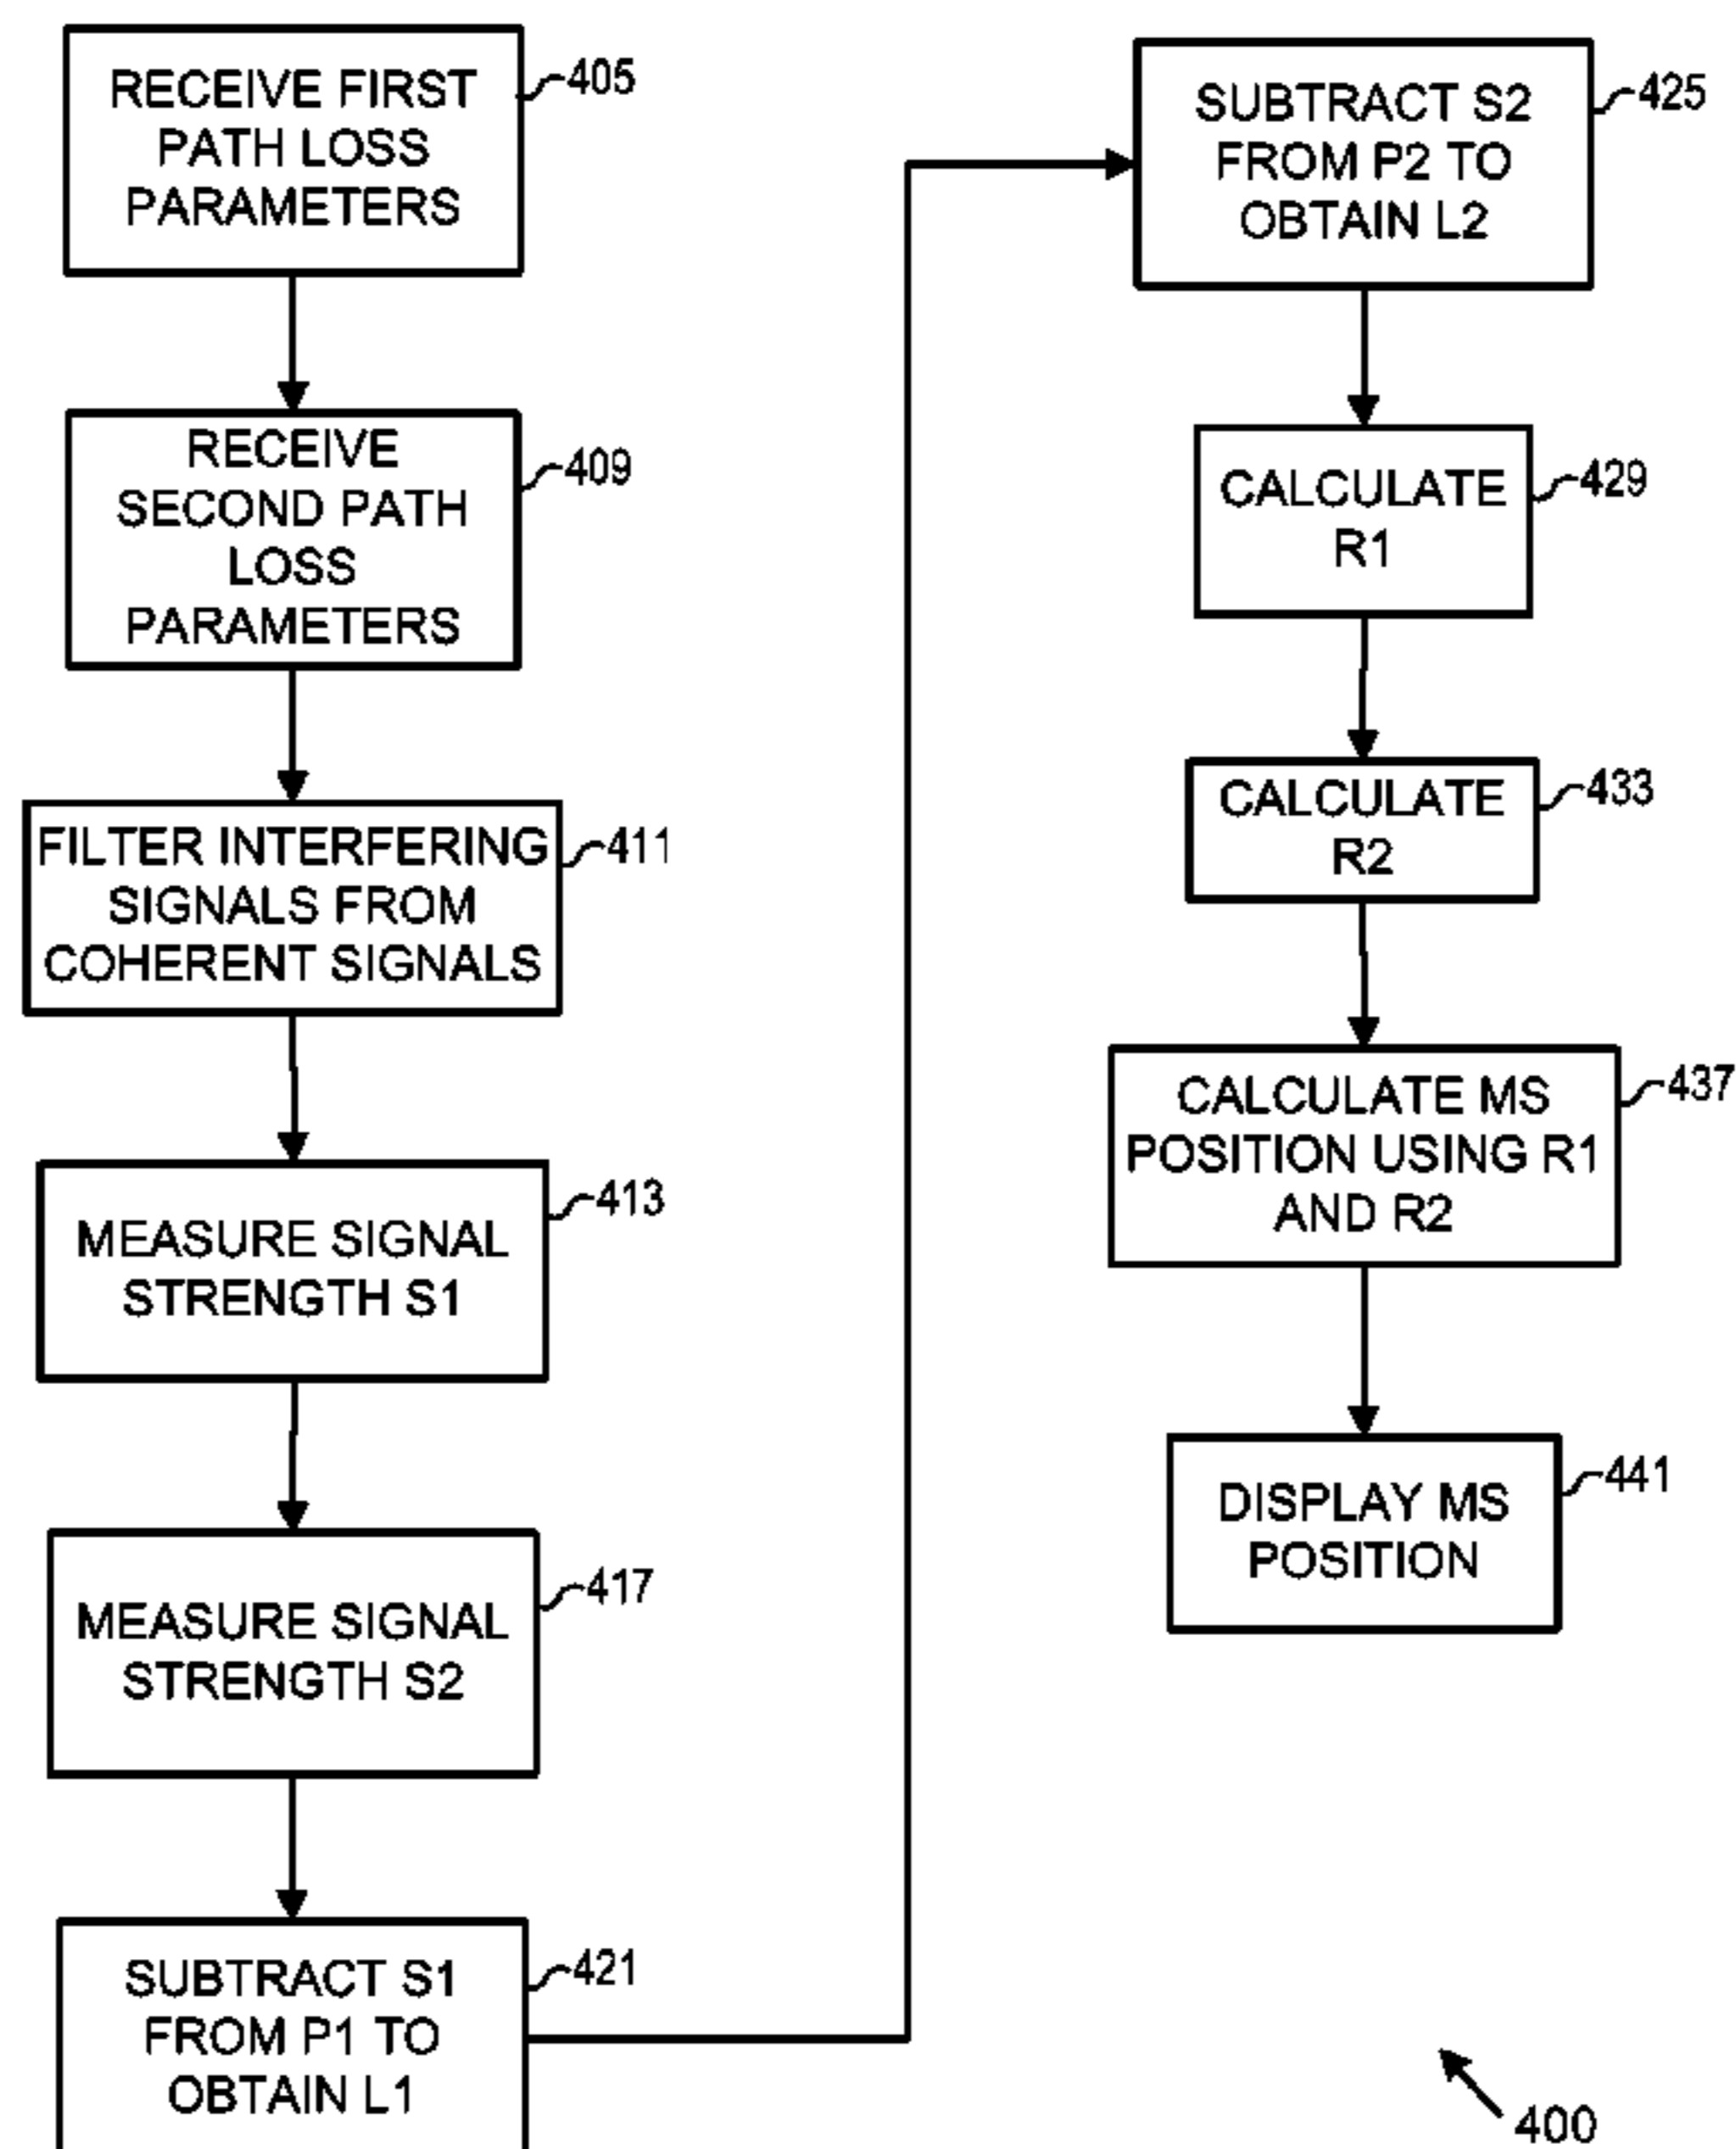 RECEIVE FIRST
PATH LOSS
PARAMETERS
405
RECEIVE
SECOND PATH
LOSS
PARAMETERS
409
FILTER INTERFERING
SIGNALS FROM
COHERENT SIGNALS
411
MEASURE SIGNAL
STRENGTH S1
413
MEASURE SIGNAL
STRENGTH S2
417
SUBTRACT S1
FROM P1 TO
OBTAIN L1
421
SUBTRACT S2
FROM P2 TO
OBTAIN L2
425
CALCULATE
R1
429
CALCULATE
R2
433
CALCULATE MS
POSITION USING R1
AND R2
437
DISPLAY MS
POSITION
441
400